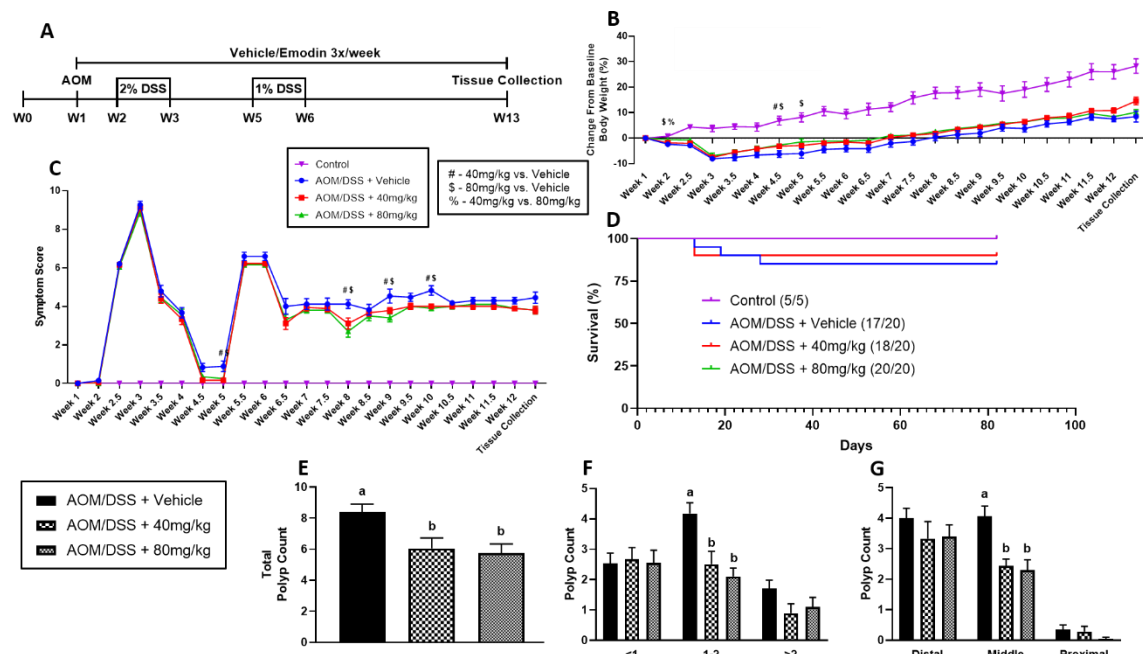 A
Vehicle/Emodin 3x/week
AOM
Tissue Collection
2% DSS
1% DSS
W0 W1 W2 W3 W5 W6 W13
B
Change From Baseline
Body Weight (%)
40
30
20
10
0
-10
-20
$ %
# $
$
Week 1
Week 2
Week 2.5
Week 3
Week 3.5
Week 4
Week 4.5
Week 5
Week 5.5
Week 6
Week 6.5
Week 7
Week 7.5
Week 8
Week 8.5
Week 9
Week 9.5
Week 10
Week 10.5
Week 11
Week 11.5
Week 12
Tissue Collection
C
Control
AOM/DSS + Vehicle
AOM/DSS + 40mg/kg
AOM/DSS + 80mg/kg
# - 40mg/kg vs. Vehicle
$ - 80mg/kg vs. Vehicle
% - 40mg/kg vs. 80mg/kg
Symptom Score
8
6
4
2
0
# $
# $
# $
# $
Week 1
Week 2
Week 2.5
Week 3
Week 3.5
Week 4
Week 4.5
Week 5
Week 5.5
Week 6
Week 6.5
Week 7
Week 7.5
Week 8
Week 8.5
Week 9
Week 9.5
Week 10
Week 10.5
Week 11
Week 11.5
Week 12
Tissue Collection
D
Survival (%)
100
75
50
25
0
Control (5/5)
AOM/DSS + Vehicle (17/20)
AOM/DSS + 40mg/kg (18/20)
AOM/DSS + 80mg/kg (20/20)
0 20 40 60 80 100
Days
AOM/DSS + Vehicle
AOM/DSS + 40mg/kg
AOM/DSS + 80mg/kg
E
Total
Polyp Count
10
8
6
4
2
0
a
b
b
F
Polyp Count
5
4
3
2
1
0
a
b
b
<1 1-2 >2
G
Polyp Count
5
4
3
2
1
0
a
b b
Distal Middle Proximal